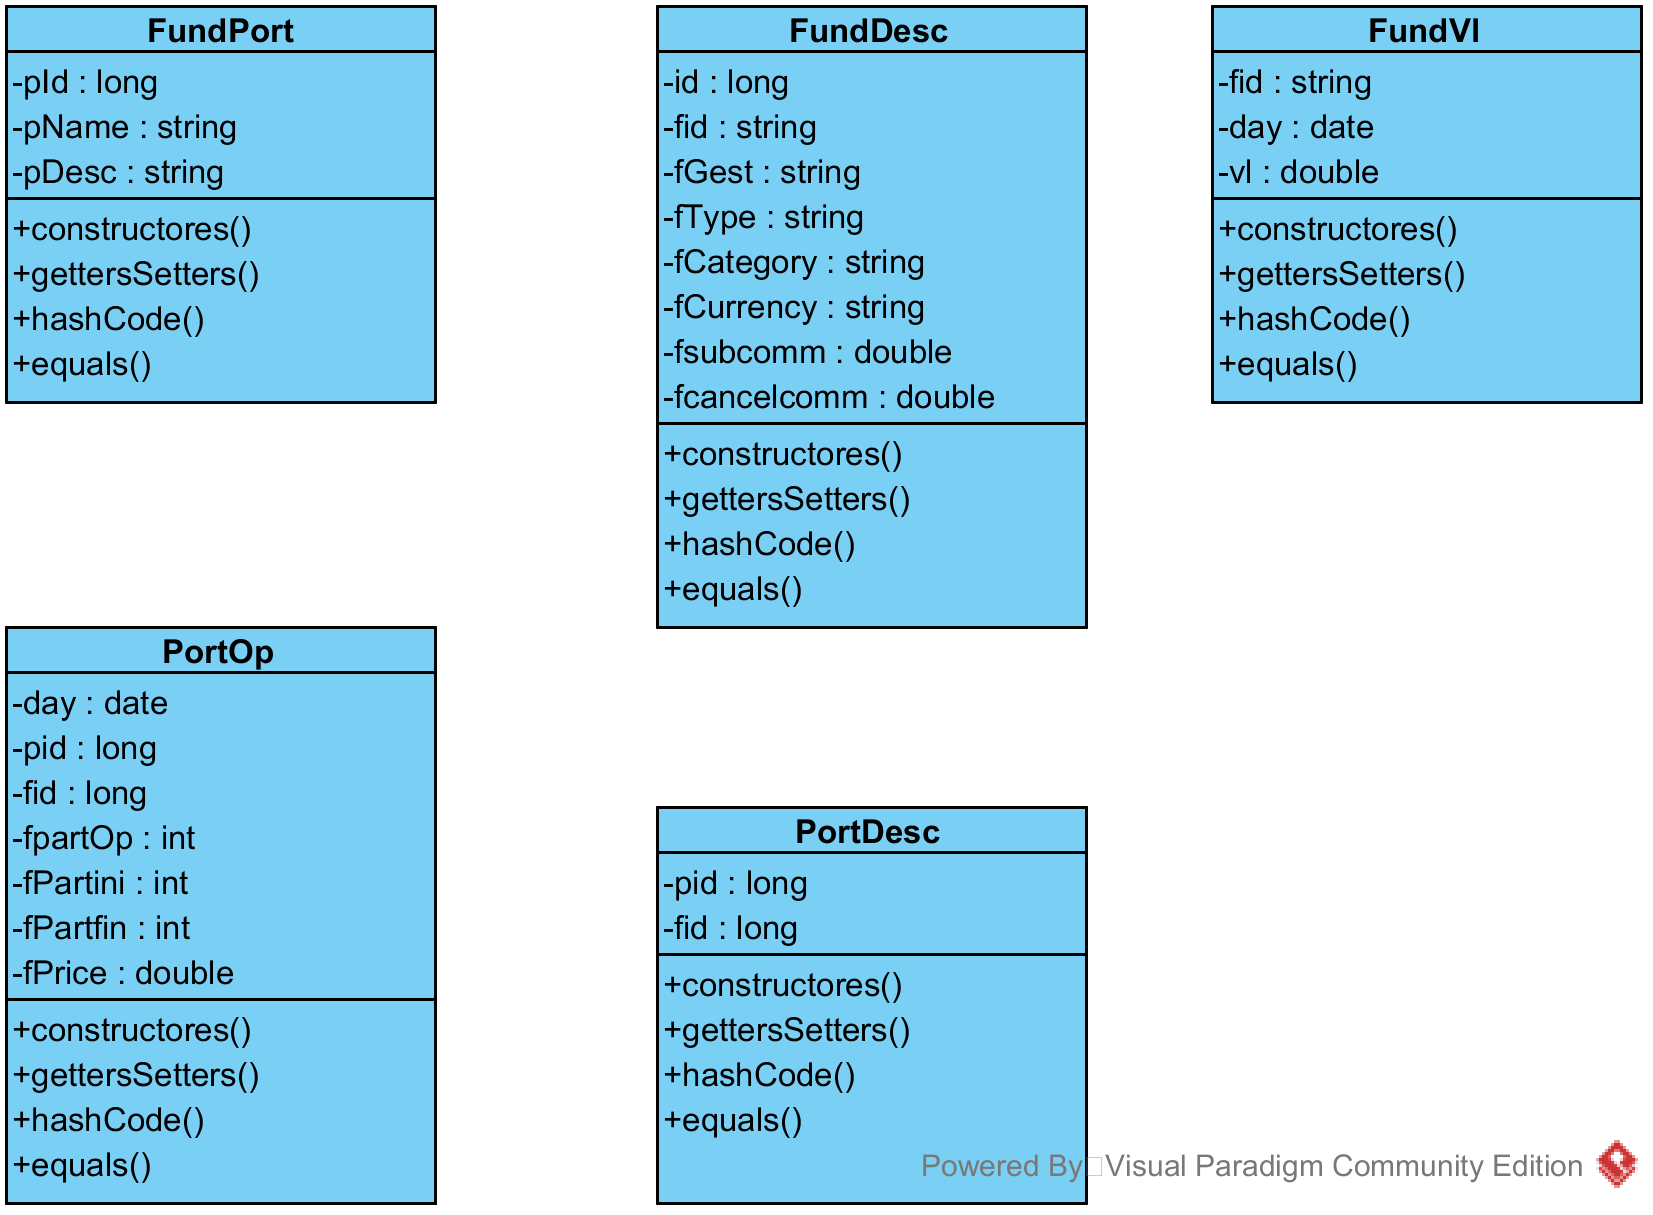 FundPort
-pId : long
-pName : string
-pDesc : string
+constructores()
+gettersSetters()
+hashCode()
+equals()
FundDesc
-id : long
-fid : string
-fGest : string
-fType : string
-fCategory : string
-fCurrency : string
-fsubcomm : double
-fcancelcomm : double
+constructores()
+gettersSetters()
+hashCode()
+equals()
FundVl
-fid : string
-day : date
-vl : double
+constructores()
+gettersSetters()
+hashCode()
+equals()
PortOp
-day : date
-pid : long
-fid : long
-fpartOp : int
-fPartini : int
-fPartfin : int
-fPrice : double
+constructores()
+gettersSetters()
+hashCode()
+equals()
PortDesc
-pid : long
-fid : long
+constructores()
+gettersSetters()
+hashCode()
+equals()
Powered By Visual Paradigm Community Edition